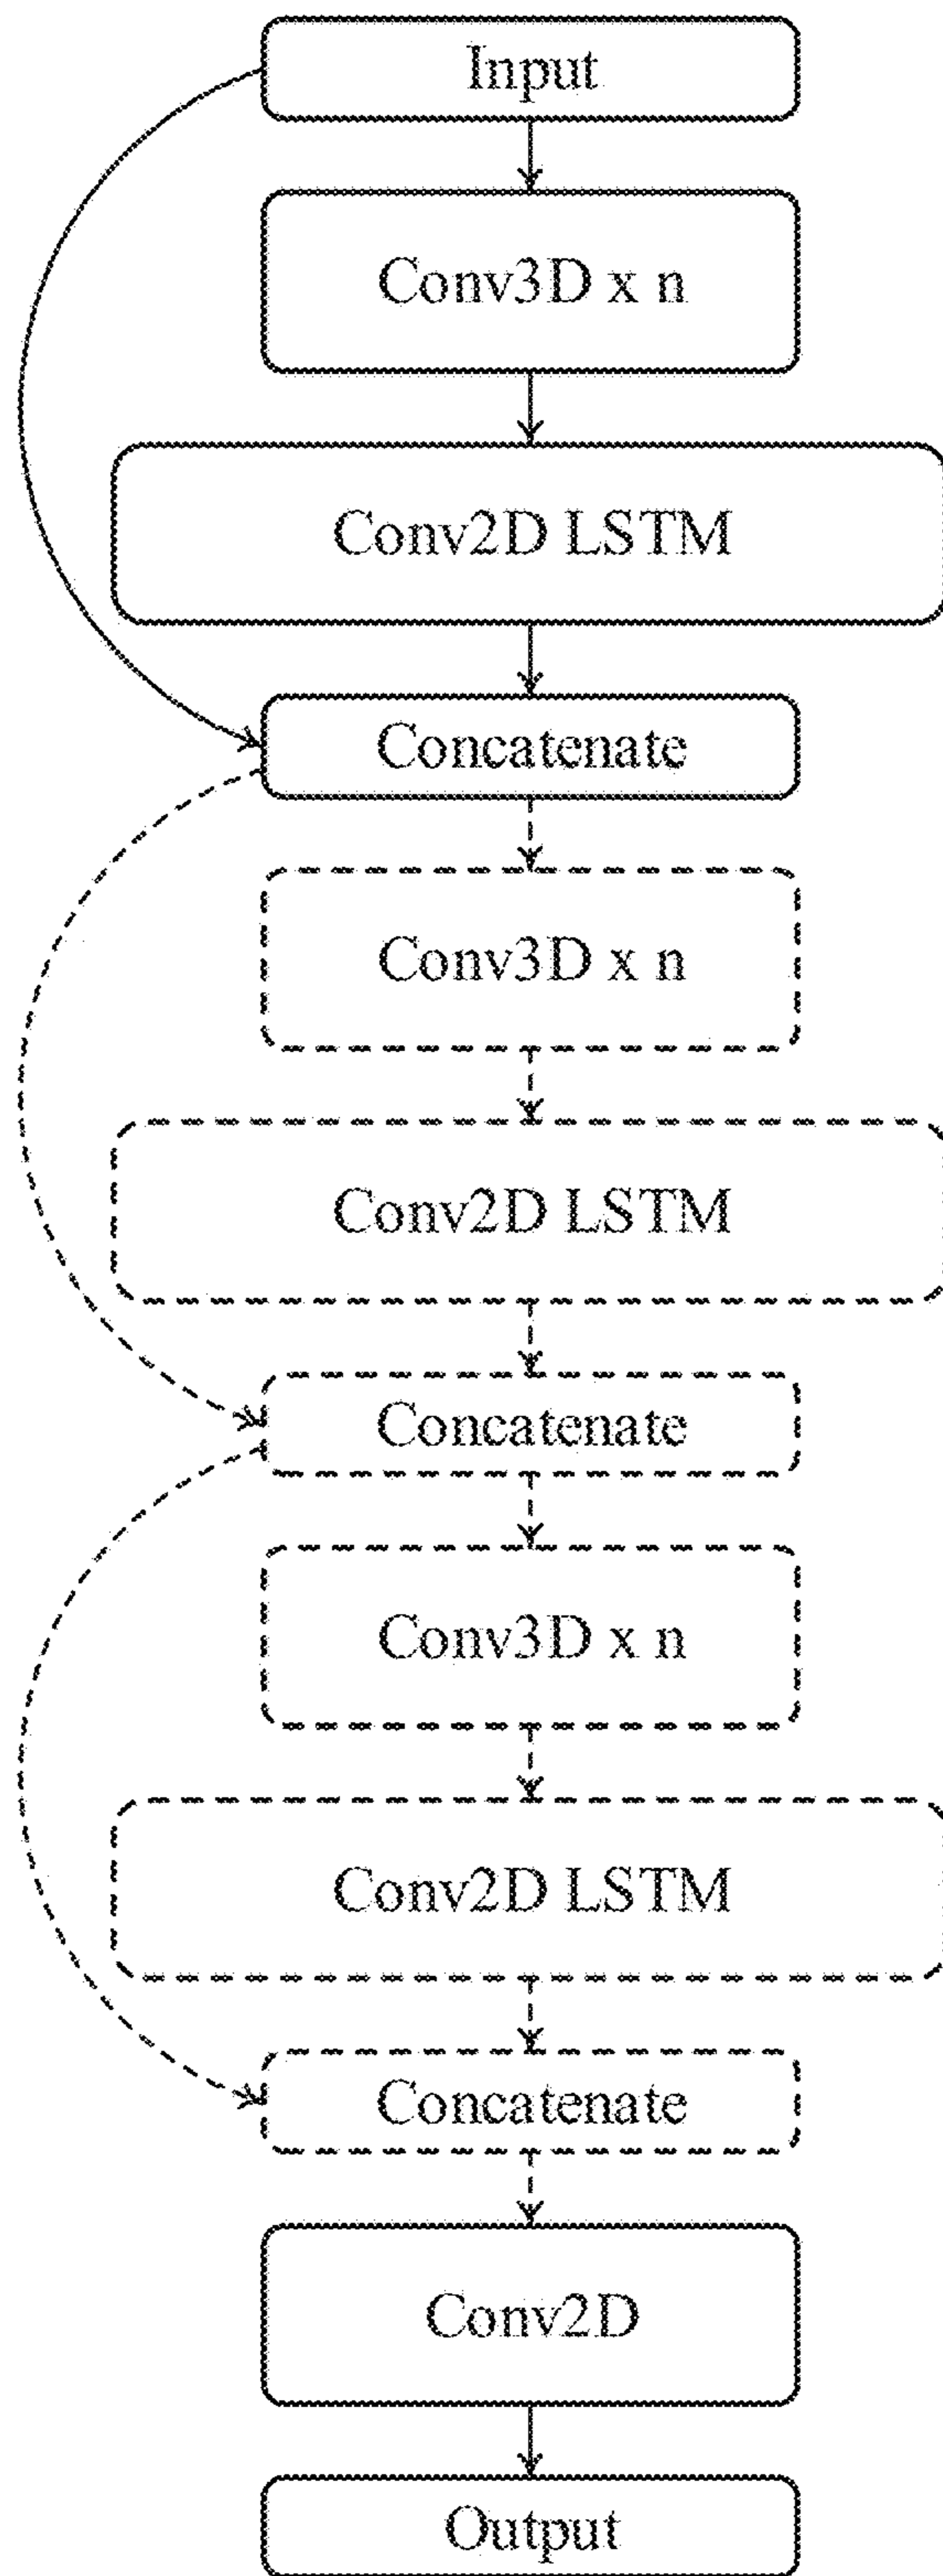 Input
Conv3D x n
Conv2D LSTM
Concatenate
Conv3D x n
Conv2D LSTM
Concatenate
Conv3D x n
Conv2D LSTM
Concatenate
Conv2D
Output